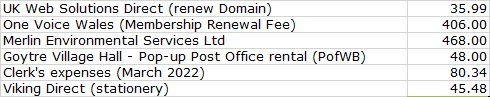 UK Web Solutions Direct (renew Domain) 35.99
One Voice Wales (Membership Renewal Fee) 406.00
Merlin Environmental Services Ltd 468.00
Goytre Village Hall - Pop-up Post Office rental (PofWB) 48.00
Clerk's expenses (March 2022) 80.34
Viking Direct (stationery) 45.48